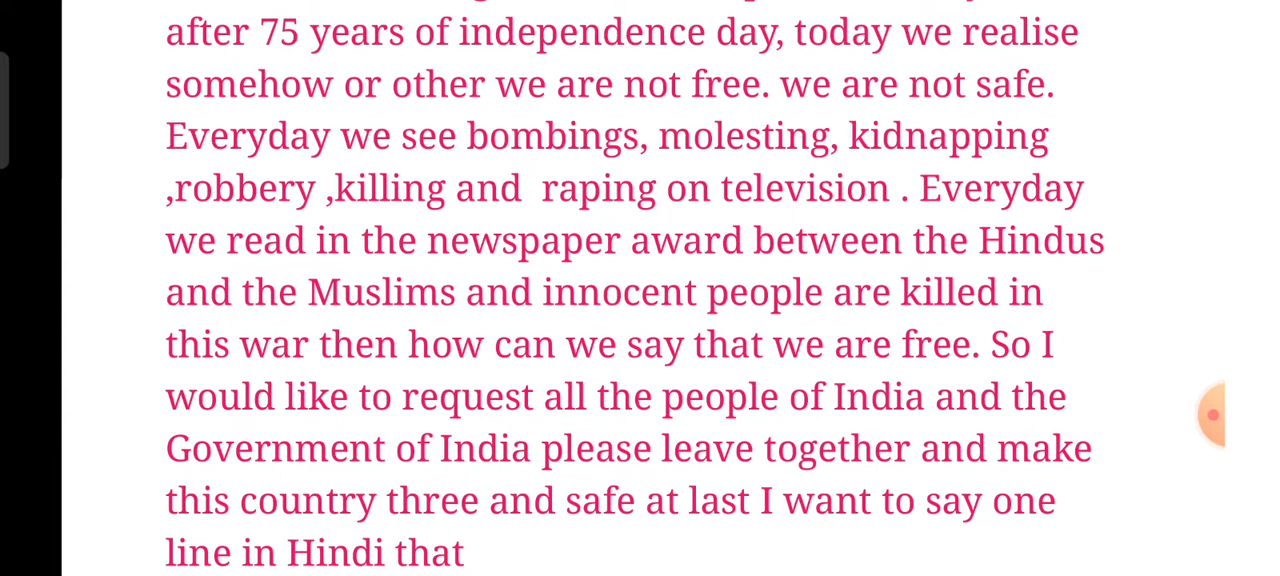 after 75 years of independence day, today we realise
somehow or other we are not free. we are not safe.
Everyday we see bombings, molesting, kidnapping
,robbery ,killing and  raping on television . Everyday
we read in the newspaper award between the Hindus
and the Muslims and innocent people are killed in
this war then how can we say that we are free. So I
would like to request all the people of India and the
Government of India please leave together and make
this country three and safe at last I want to say one
line in Hindi that